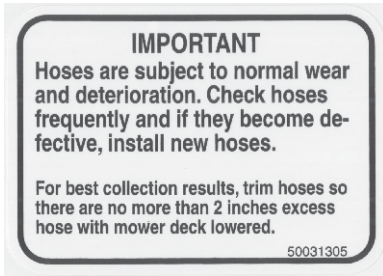 IMPORTANT
Hoses are subject to normal wear
and deterioration. Check hoses
frequently and if they become de-
fective, install new hoses.
For best collection results, trim hoses so
there are no more than 2 inches excess
hose with mower deck lowered.
50031305